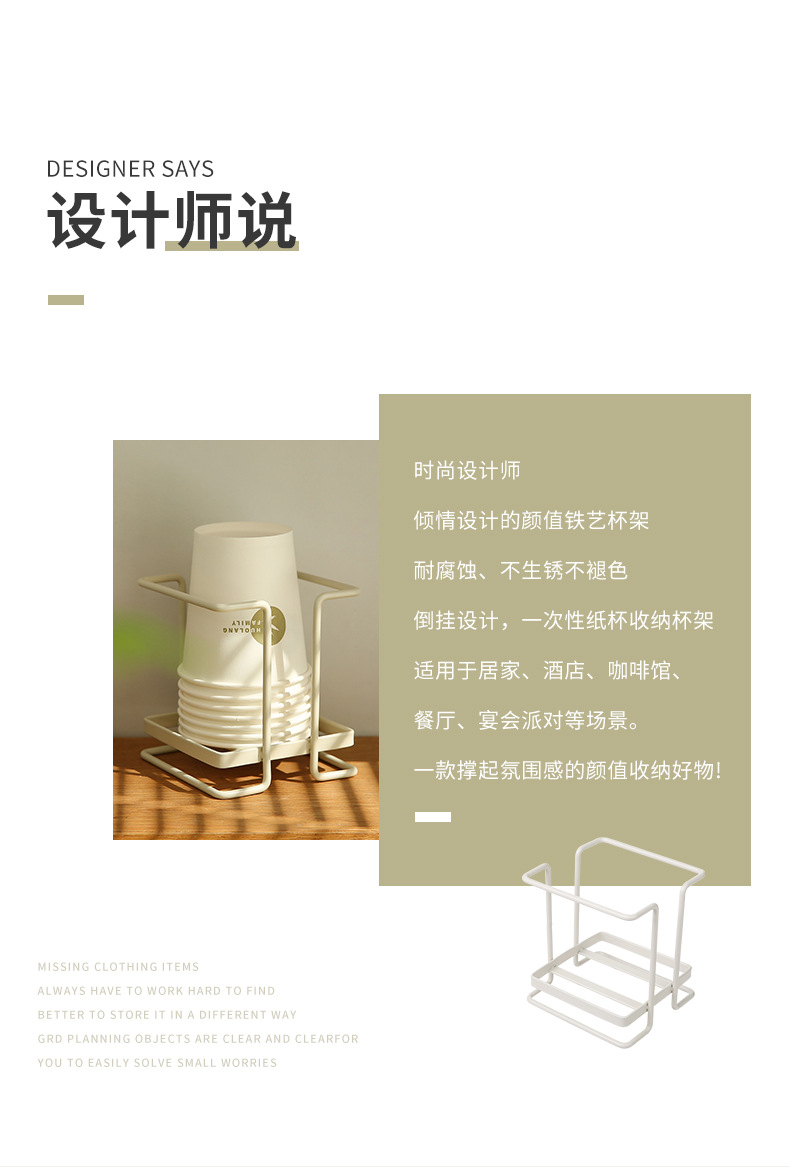 DESIGNER SAYS
设计师说
时尚设计师
倾情设计的颜值铁艺杯架
耐腐蚀、不生锈不褪色
倒挂设计，一次性纸杯收纳杯架
适用于居家、酒店、咖啡馆、
餐厅、宴会派对等场景。
一款撑起氛围感的颜值收纳好物!
HUOLANG
FAMILY
MISSING CLOTHING ITEMS
ALWAYS HAVE TO WORK HARD TO FIND
BETTER TO STORE IT IN A DIFFERENT WAY
GRD PLANNING OBJECTS ARE CLEAR AND CLEARFOR
YOU TO EASILY SOLVE SMALL WORRIES